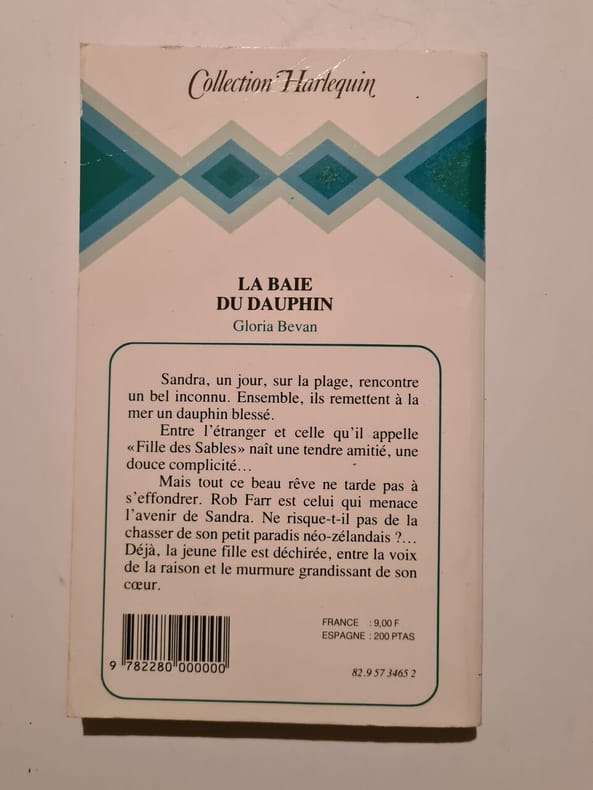 Collection Harlequin
LA BAIE
DU DAUPHIN
Gloria Bevan
Sandra, un jour, sur la plage, rencontre
un bel inconnu. Ensemble, ils remettent à la
mer un dauphin blessé.
Entre l'étranger et celle qu'il appelle
«Fille des Sables» naît une tendre amitié, une
douce complicité...
Mais tout ce beau rêve ne tarde pas à
s'effondrer. Rob Farr est celui qui menace
l'avenir de Sandra. Ne risque-t-il pas de la
chasser de son petit paradis néo-zélandais ?...
Déjà, la jeune fille est déchirée, entre la voix
de la raison et le murmure grandissant de son
cœur.
FRANCE : 9,00 F
ESPAGNE : 200 PTAS
9 782280 000000
82.9 57 3465 2